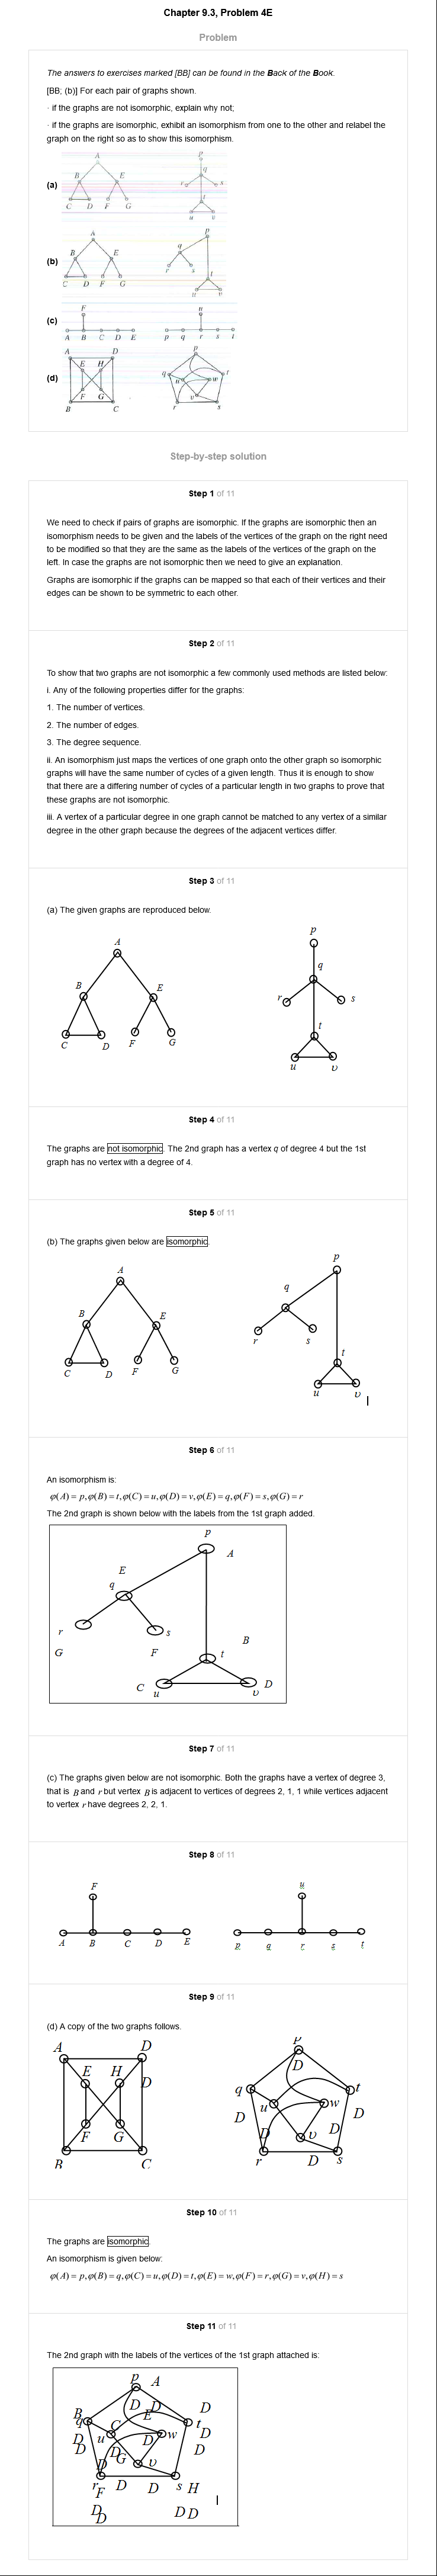 Chapter 9.3, Problem 4E
Problem
The answers to exercises marked [BB] can be found in the Back of the Book.
[BB; (b)] For each pair of graphs shown.
· if the graphs are not isomorphic, explain why not;
· if the graphs are isomorphic, exhibit an isomorphism from one to the other and relabel the
graph on the right so as to show this isomorphism.
(a)
A
B E
C D F G
p
q
r s
t
u v
(b)
A
B E
C D F G
p
q
r s
t
u v
(c)
F
A B C D E
u
p q r s t
(d)
A D
E H
F G
B C
p
q t
u w
v
r s
Step-by-step solution
Step 1 of 11
We need to check if pairs of graphs are isomorphic. If the graphs are isomorphic then an
isomorphism needs to be given and the labels of the vertices of the graph on the right need
to be modified so that they are the same as the labels of the vertices of the graph on the
left. In case the graphs are not isomorphic then we need to give an explanation.
Graphs are isomorphic if the graphs can be mapped so that each of their vertices and their
edges can be shown to be symmetric to each other.
Step 2 of 11
To show that two graphs are not isomorphic a few commonly used methods are listed below:
i. Any of the following properties differ for the graphs:
1. The number of vertices.
2. The number of edges.
3. The degree sequence.
ii. An isomorphism just maps the vertices of one graph onto the other graph so isomorphic
graphs will have the same number of cycles of a given length. Thus it is enough to show
that there are a differing number of cycles of a particular length in two graphs to prove that
these graphs are not isomorphic.
iii. A vertex of a particular degree in one graph cannot be matched to any vertex of a similar
degree in the other graph because the degrees of the adjacent vertices differ.
Step 3 of 11
(a) The given graphs are reproduced below.
A
B E
C D F G
p
q
r s
t
u υ
Step 4 of 11
The graphs are not isomorphic. The 2nd graph has a vertex q of degree 4 but the 1st
graph has no vertex with a degree of 4.
Step 5 of 11
(b) The graphs given below are isomorphic.
A
B E
C D F G
p
q
r s
t
u υ
Step 6 of 11
An isomorphism is:
φ(A) = p,φ(B) = t,φ(C) = u,φ(D) = v,φ(E) = q,φ(F) = s,φ(G) = r
The 2nd graph is shown below with the labels from the 1st graph added.
p
A
E
q
r s
B
G F t
C u υ D
Step 7 of 11
(c) The graphs given below are not isomorphic. Both the graphs have a vertex of degree 3,
that is B and r but vertex B is adjacent to vertices of degrees 2, 1, 1 while vertices adjacent
to vertex r have degrees 2, 2, 1.
Step 8 of 11
F
A B C D E
u
p q r s t
Step 9 of 11
(d) A copy of the two graphs follows.
A D
E H D
F G
B C
p
D
q t
u w
D D
D υ D
r D s
Step 10 of 11
The graphs are isomorphic.
An isomorphism is given below:
φ(A) = p,φ(B) = q,φ(C) = u,φ(D) = t,φ(E) = w,φ(F) = r,φ(G) = v,φ(H) = s
Step 11 of 11
The 2nd graph with the labels of the vertices of the 1st graph attached is:
p A
D D D
B E
q C t
D u D w D
D D G D
D υ
r F D D s H
D D D D